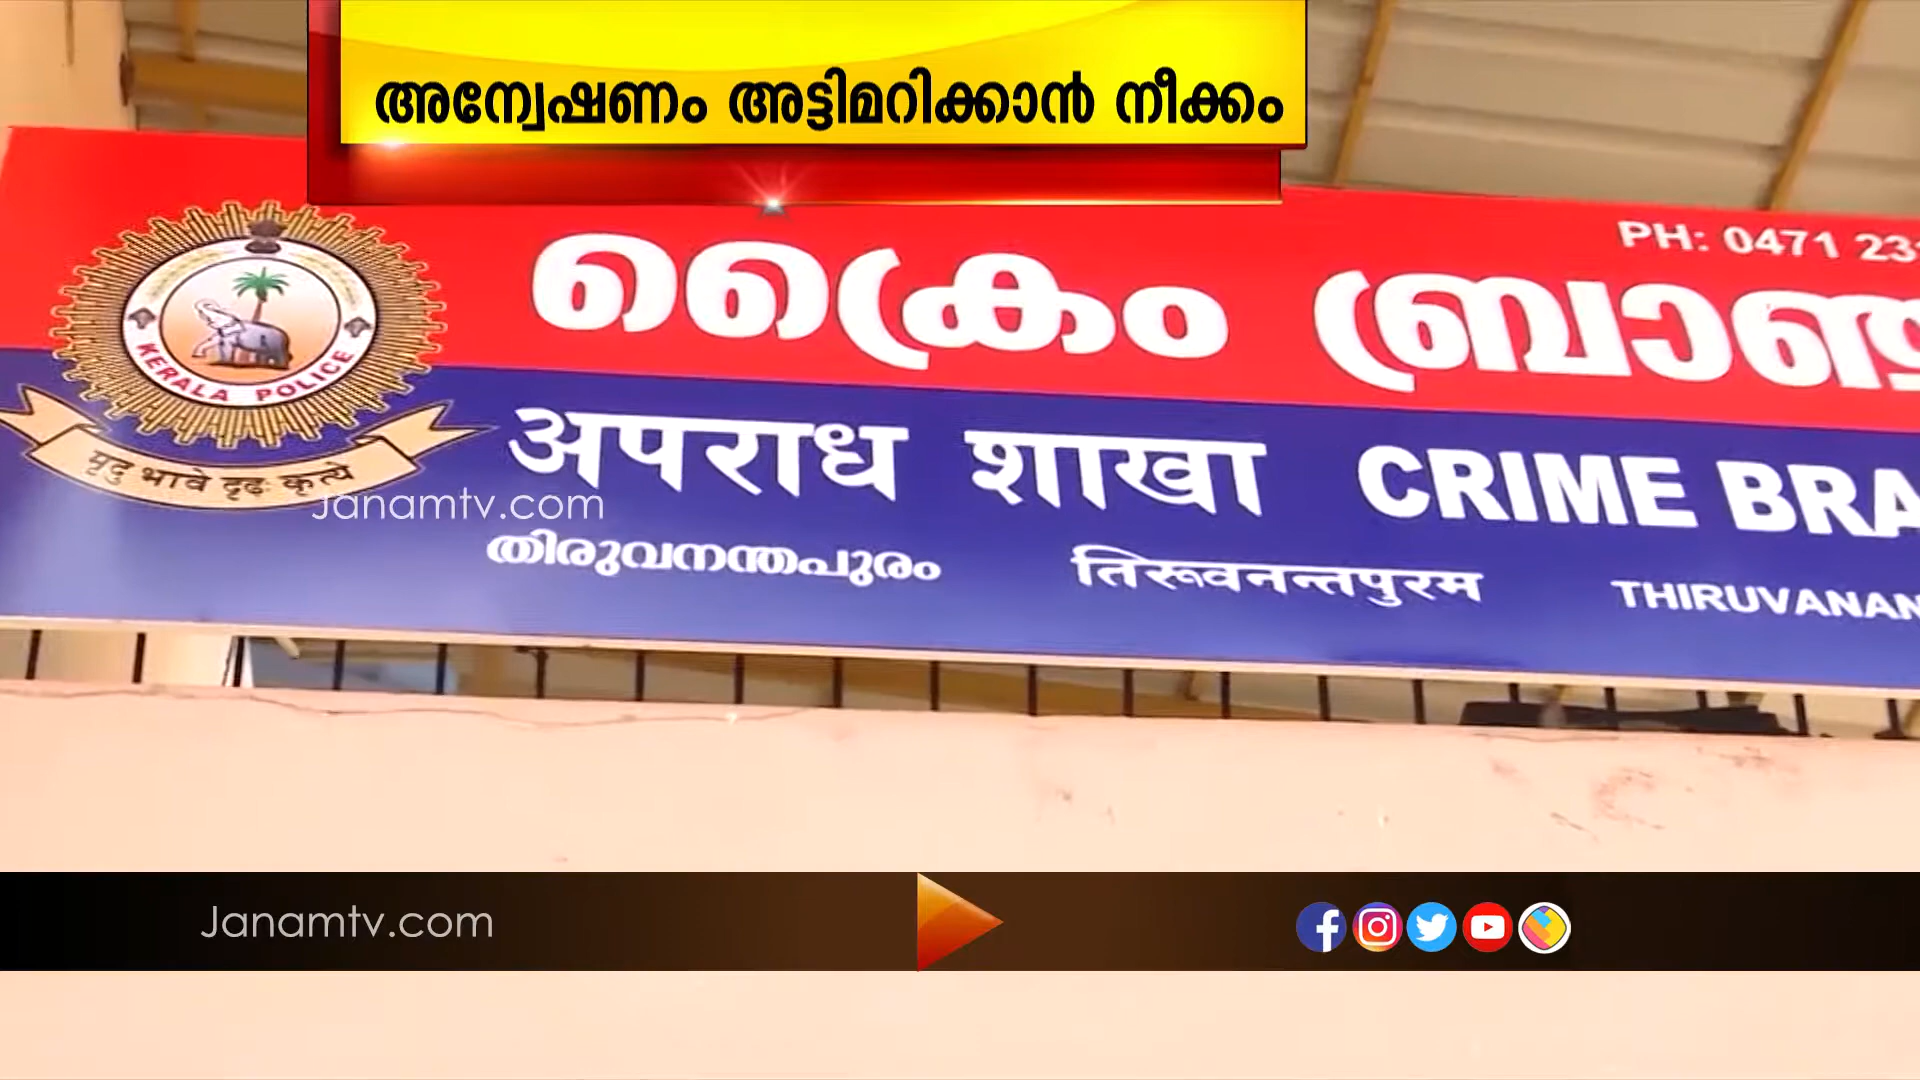 അന്വേഷണം അട്ടിമറിക്കാൻ നീക്കം
PH: 0471 23
ക്രൈം ബ്രാഞ്ച
KERALA POLICE
मृदु भावे दृढः कृत्ये
अपराध शाखा CRIME BRA
Janamtv.com
തിരുവനന്തപുരം तिरूवनन्तपुरम THIRUVANAN
Janamtv.com